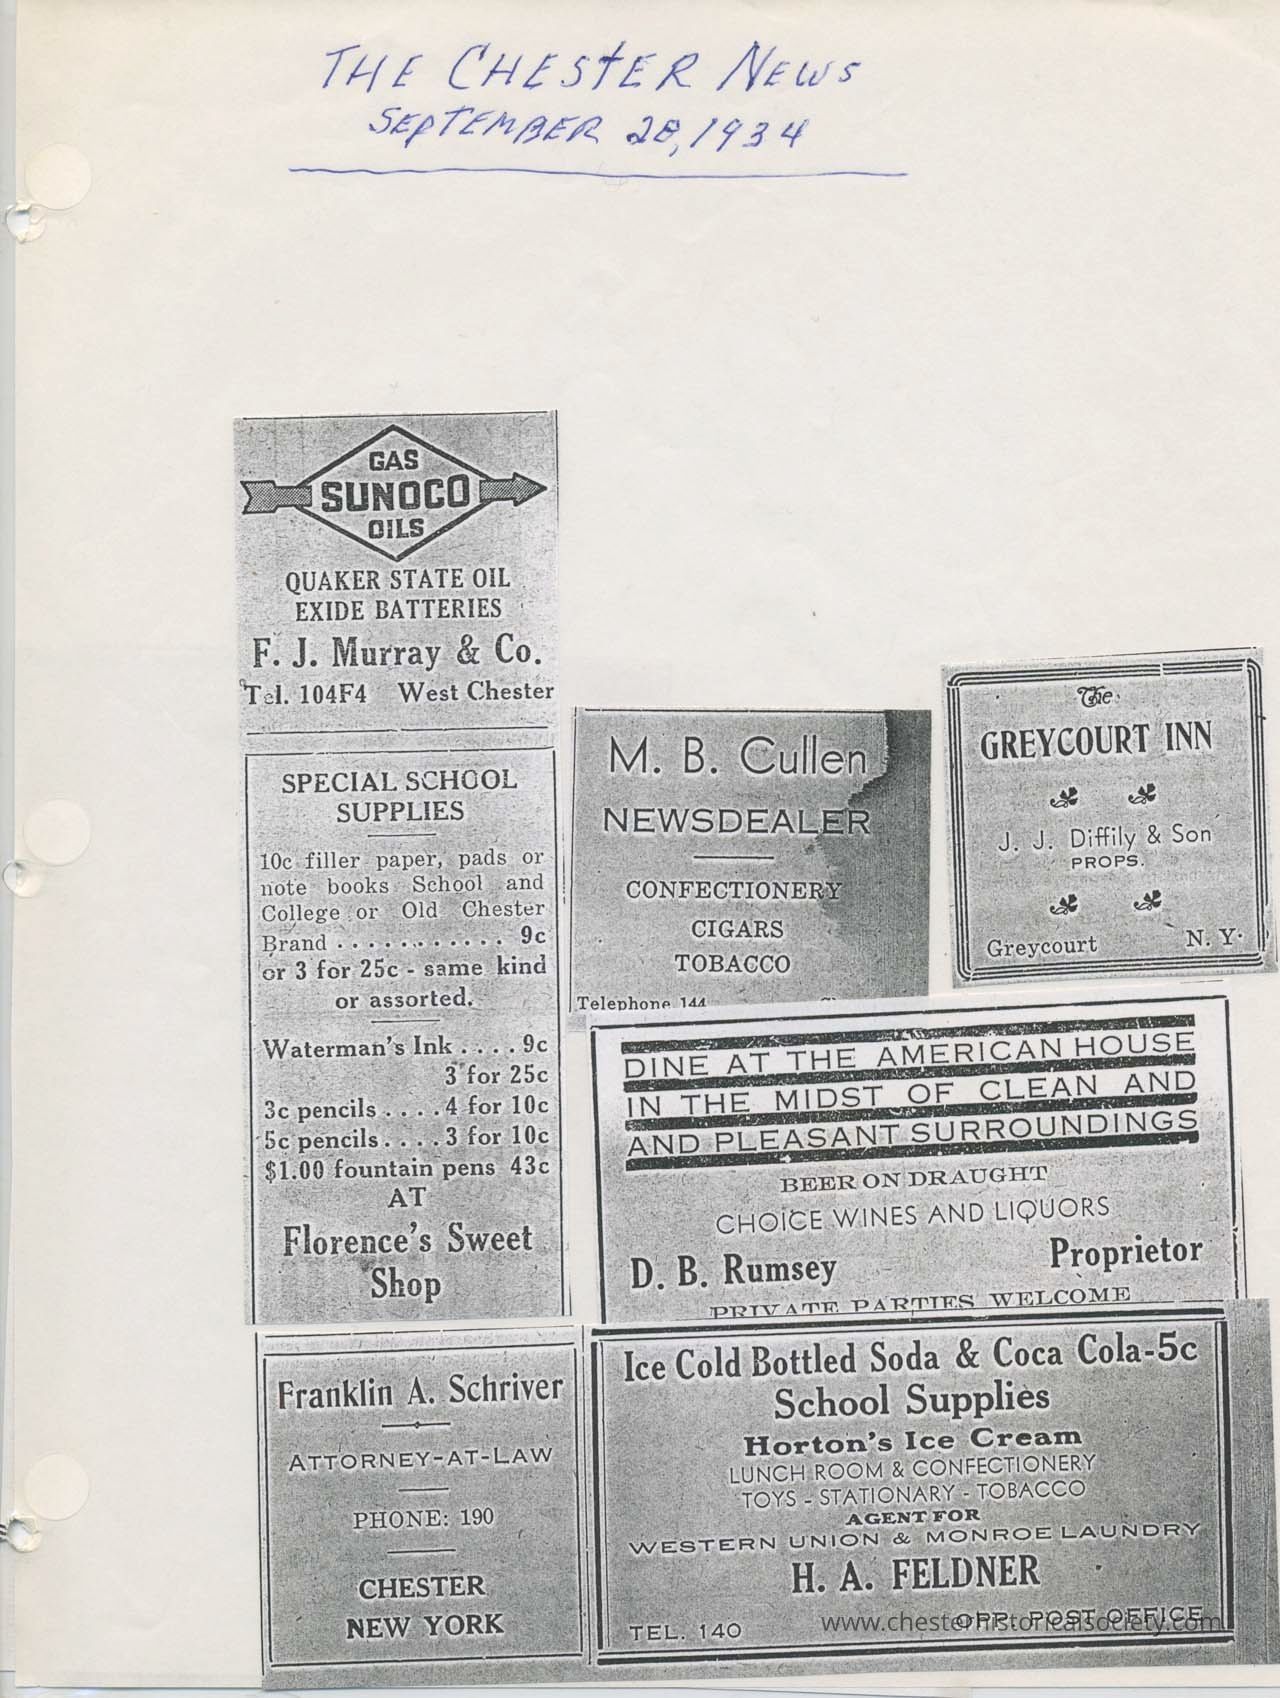 THE CHESTER NEWS
SEPTEMBER 28, 1934
GAS
SUNOCO
OILS
QUAKER STATE OIL
EXIDE BATTERIES
F. J. Murray & Co.
Tel. 104F4 West Chester
SPECIAL SCHOOL
SUPPLIES
10c filler paper, pads or
note books School and
College or Old Chester
Brand . . . . . . . . . . . 9c
or 3 for 25c - same kind
or assorted.
Waterman's Ink . . . . 9c
3 for 25c
3c pencils . . . . 4 for 10c
5c pencils . . . . 3 for 10c
$1.00 fountain pens 43c
AT
Florence's Sweet
Shop
M. B. Cullen
NEWSDEALER
CONFECTIONERY
CIGARS
TOBACCO
Telephone 144
The
GREYCOURT INN
J. J. Diffily & Son
PROPS.
Greycourt N. Y.
DINE AT THE AMERICAN HOUSE
IN THE MIDST OF CLEAN AND
AND PLEASANT SURROUNDINGS
BEER ON DRAUGHT
CHOICE WINES AND LIQUORS
D. B. Rumsey Proprietor
PRIVATE PARTIES WELCOME
Franklin A. Schriver
ATTORNEY-AT-LAW
PHONE: 190
CHESTER
NEW YORK
Ice Cold Bottled Soda & Coca Cola-5c
School Supplies
Horton's Ice Cream
LUNCH ROOM & CONFECTIONERY
TOYS - STATIONARY - TOBACCO
AGENT FOR
WESTERN UNION & MONROE LAUNDRY
H. A. FELDNER
TEL. 140 OPP. POST OFFICE
www.chesterhistoricalsociety.com